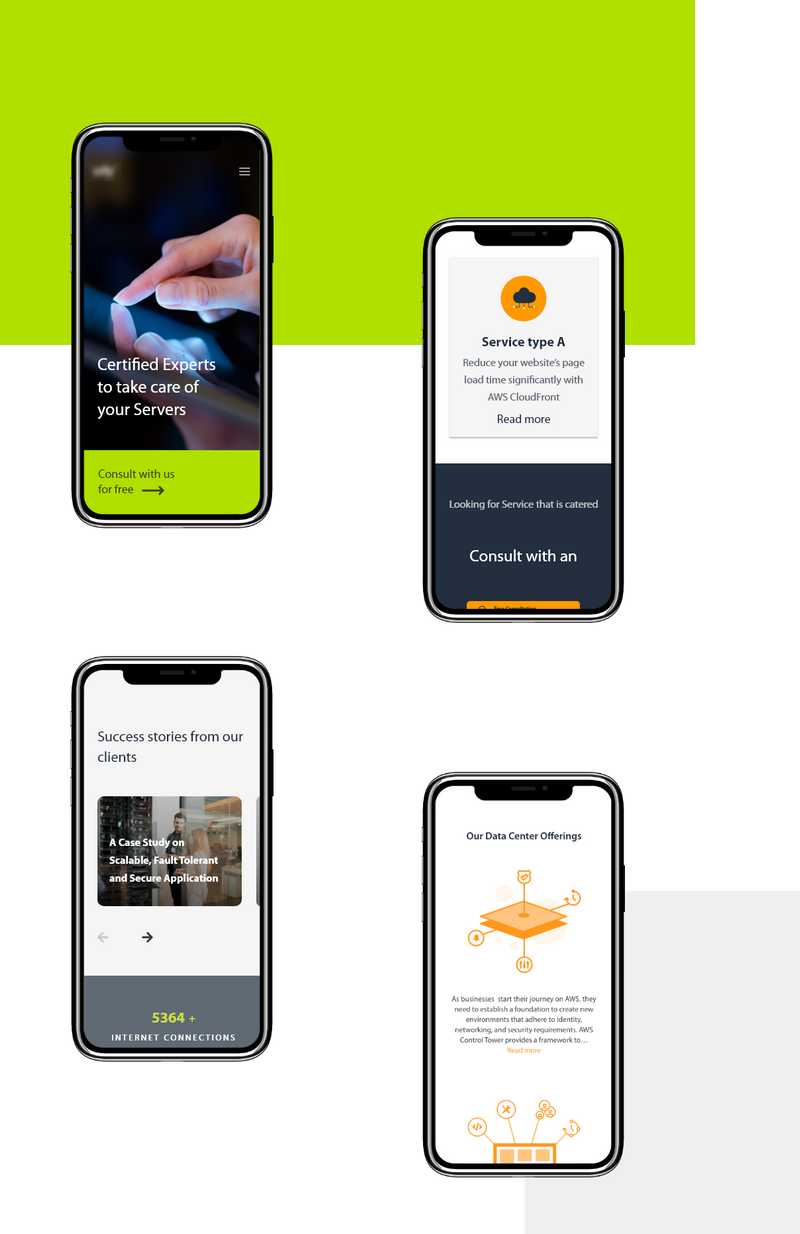 Certified Experts
to take care of
your Servers
Consult with us
for free
Service type A
Reduce your website's page
load time significantly with
AWS CloudFront
Read more
Looking for Service that is catered
Consult with an
Success stories from our
clients
A Case Study on
Scalable, Fault Tolerant
and Secure Application
5364 +
INTERNET CONNECTIONS
Our Data Center Offerings
As businesses start their journey on AWS, they
need to establish a foundation to create new
environments that adhere to identity,
networking, and security requirements. AWS
Control Tower provides a framework to...
Read more